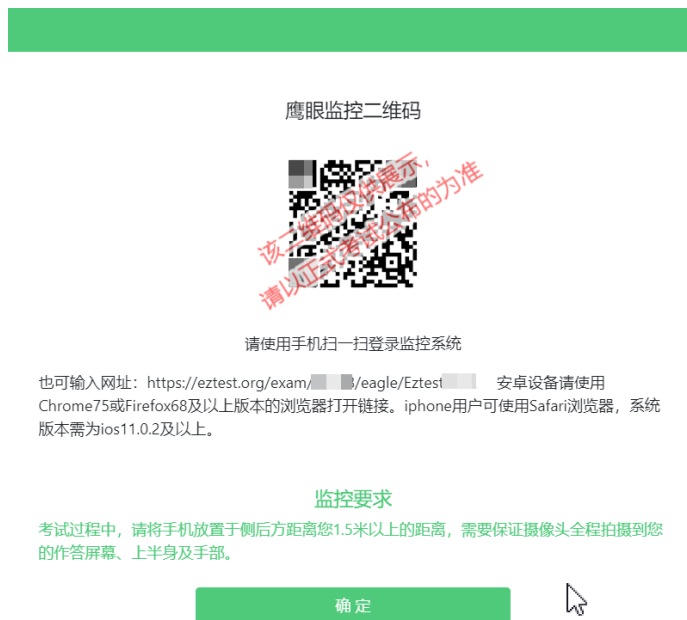 鹰眼监控二维码
该二维码仅供展示，
请以正式考试公布的为准
请使用手机扫一扫登录监控系统
也可输入网址：https://eztest.org/exam/ /eagle/Eztest 安卓设备请使用
Chrome75或Firefox68及以上版本的浏览器打开链接。iphone用户可使用Safari浏览器，系统
版本需为ios11.0.2及以上。
监控要求
考试过程中，请将手机放置于侧后方距离您1.5米以上的距离，需要保证摄像头全程拍摄到您
的作答屏幕、上半身及手部。
确定